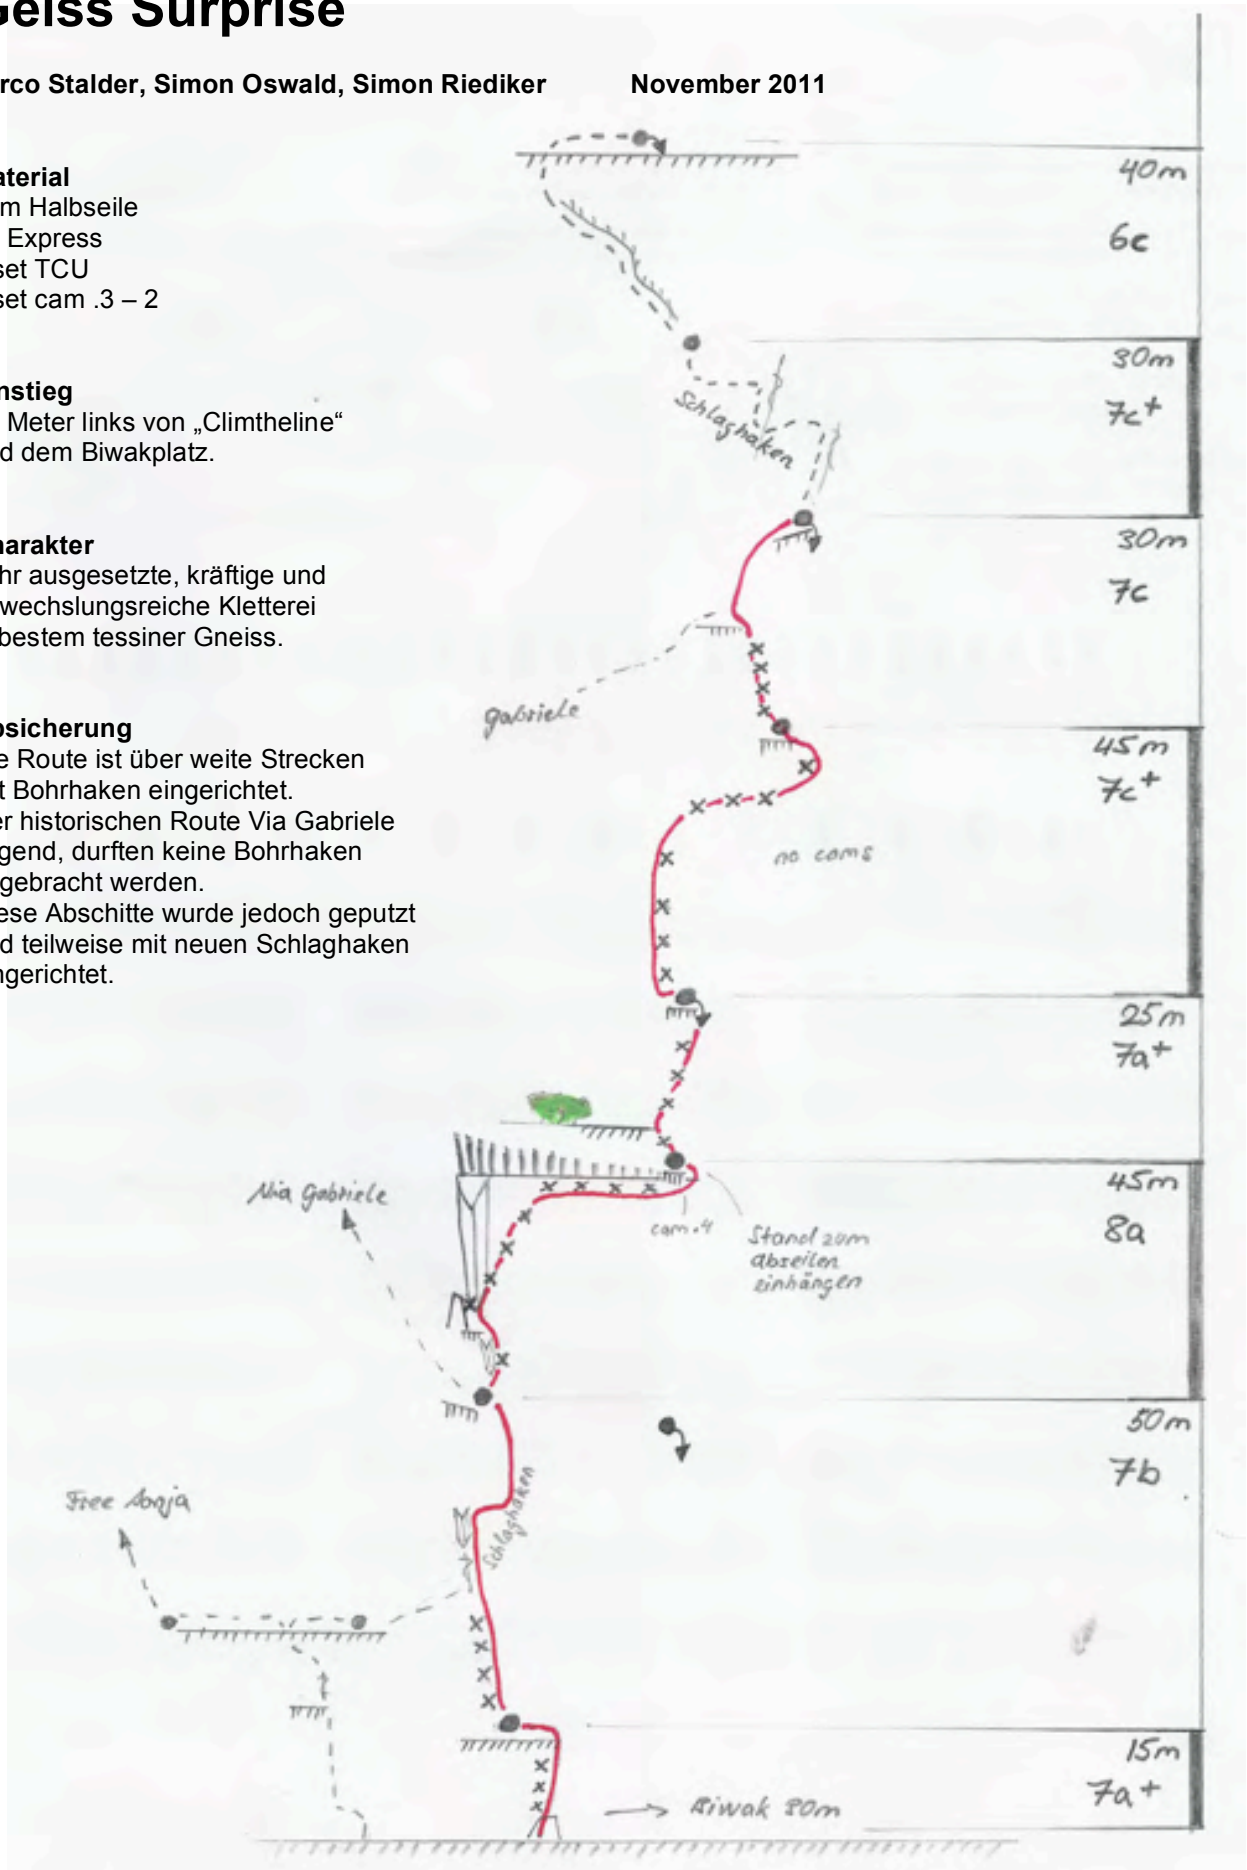 Geiss Surprise
rco Stalder, Simon Oswald, Simon Riediker November 2011
aterial
m Halbseile
Express
set TCU
set cam .3 – 2
nstieg
Meter links von „Climtheline“
d dem Biwakplatz.
harakter
hr ausgesetzte, kräftige und
wechslungsreiche Kletterei
bestem tessiner Gneiss.
bsicherung
e Route ist über weite Strecken
t Bohrhaken eingerichtet.
er historischen Route Via Gabriele
gend, durften keine Bohrhaken
gebracht werden.
ese Abschitte wurde jedoch geputzt
d teilweise mit neuen Schlaghaken
ngerichtet.
40m
6c
30m
7c+
Schlaghaken
30m
7c
gabriele
45m
7c+
no cams
25m
7a+
Via Gabriele
cam .4
Stand 20m
abseilen
einhängen
45m
8a
50m
7b
Schlaghaken
Free Sonja
15m
7a+
Biwak 80m